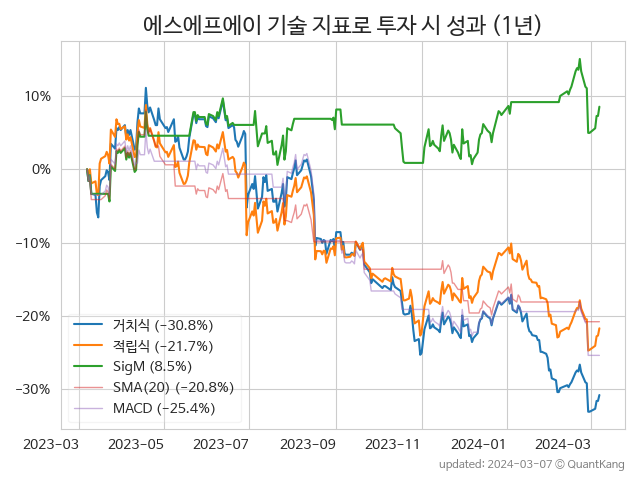 에스에프에이 기술 지표로 투자 시 성과 (1년)
10%
0%
−10%
−20%
−30%
거치식 (−30.8%)
적립식 (−21.7%)
SigM (8.5%)
SMA(20) (−20.8%)
MACD (−25.4%)
2023-03 2023-05 2023-07 2023-09 2023-11 2024-01 2024-03
updated: 2024-03-07 © QuantKang